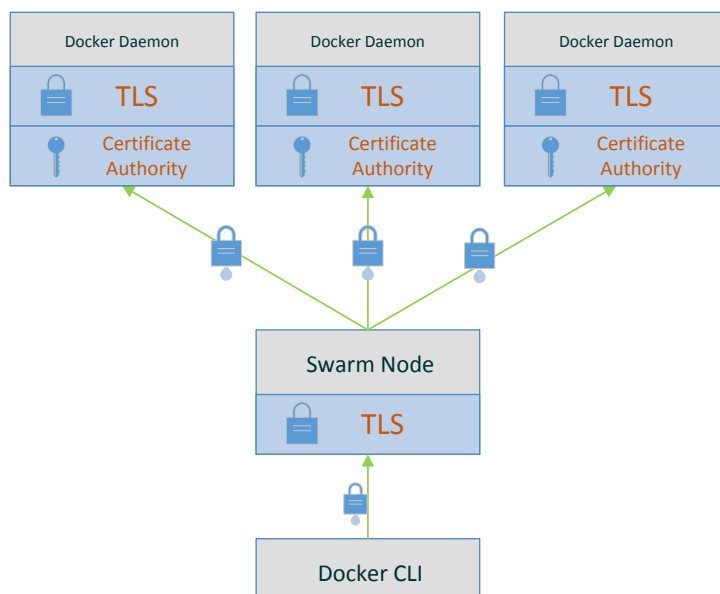 Docker Daemon
Docker Daemon
Docker Daemon
TLS
TLS
TLS
Certificate
Authority
Certificate
Authority
Certificate
Authority
Swarm Node
TLS
Docker CLI